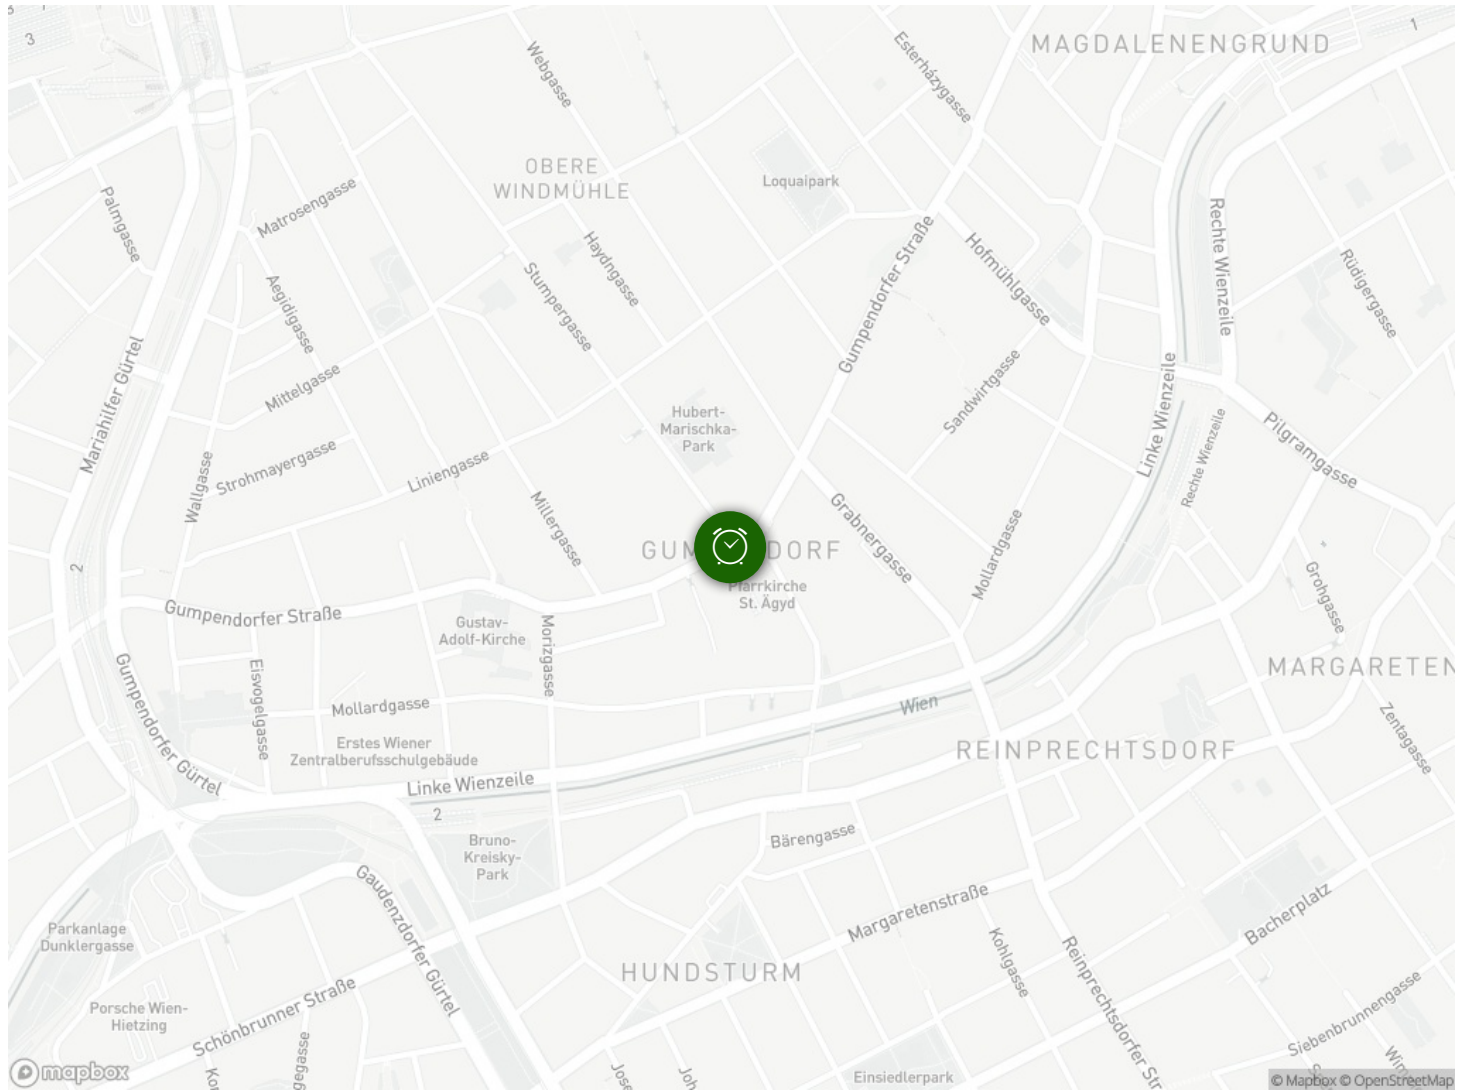 3
1
MAGDALENENGRUND
Webgasse
Esterházygasse
OBERE
WINDMÜHLE
Loquaipark
Palmgasse
Matrosengasse
Haydngasse
Stumpergasse
Aegidigasse
Gumpendorfer Straße
Hofmühlgasse
Rechte Wienzeile
Rüdigergasse
Mariahilfer Gürtel
Mittelgasse
Sandwirtgasse
Linke Wienzeile
Hubert-
Marischka-
Park
Pilgramgasse
Rechte Wienzeile
Strohmayergasse
Wallgasse
Liniengasse
Millergasse
Grabnergasse
Mollardgasse
2
DORF
Pfarrkirche
St. Ägyd
Grohgasse
Gumpendorfer Straße
Gustav-
Adolf-Kirche
Morizgasse
Eisvogelgasse
MARGARETEN
Gumpendorfer Gürtel
Mollardgasse
Wien
Zentagasse
Erstes Wiener
Zentralberufsschulgebäude
REINPRECHTSDORF
Linke Wienzeile
2
Bruno-
Kreisky-
Park
Bärengasse
Gaudenzdorfer Gürtel
Margaretenstraße
Bacherplatz
Parkanlage
Dunklergasse
Kohlgasse
Reinprechtsdorfer Str
HUNDSTURM
Porsche Wien-
Hietzing
Schönbrunner Straße
Siebenbrunnengasse
Einsiedlerpark
mapbox
© Mapbox © OpenStreetMap